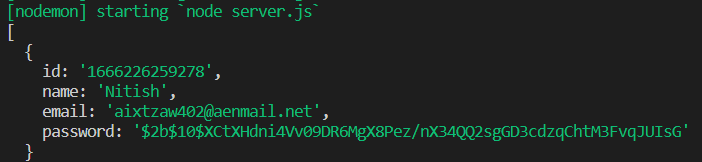 [nodemon] starting `node server.js`
[
  {
    id: '1666226259278',
    name: 'Nitish',
    email: 'aixtzaw402@aenmail.net',
    password: '$2b$10$XCtXHdni4Vv09DR6MgX8Pez/nX34QQ2sgGD3cdzqChtM3FvqJUIsG'
  }